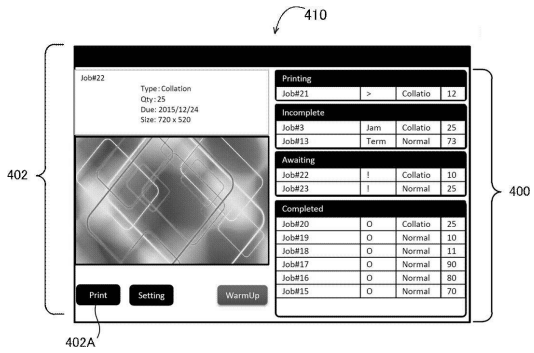 410
402
Job#22
Type: Collation
Qty: 25
Due: 2015/12/24
Size: 720 x 520
Print
Setting
WarmUp
402A
Printing
Job#21 > Collatio 12
Incomplete
Job#3 Jam Collatio 25
Job#13 Term Normal 73
Awaiting
Job#22 ! Collatio 10
Job#23 ! Normal 25
Completed
Job#20 O Collatio 25
Job#19 O Normal 10
Job#18 O Normal 11
Job#17 O Normal 90
Job#16 O Normal 80
Job#15 O Normal 70
400